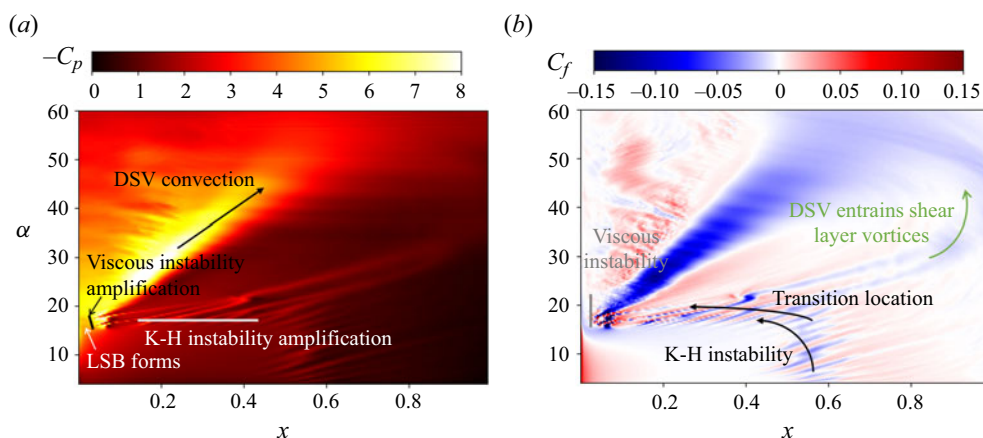 (a)
−C_p
0 1 2 3 4 5 6 7 8
60
50
40
α
30
20
10
DSV convection
Viscous instability
amplification
K-H instability amplification
LSB forms
0.2 0.4 0.6 0.8
x
(b)
C_f
−0.15 −0.10 −0.05 0 0.05 0.10 0.15
60
50
40
30
20
10
DSV entrains shear
layer vortices
Viscous
instability
Transition location
K-H instability
0.2 0.4 0.6 0.8
x